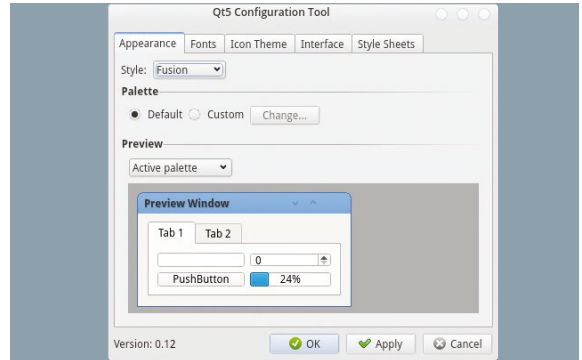 Qt5 Configuration Tool
Appearance Fonts Icon Theme Interface Style Sheets
Style: Fusion
Palette
Default Custom Change...
Preview
Active palette
Preview Window
Tab 1 Tab 2
0
PushButton 24%
Version: 0.12 OK Apply Cancel